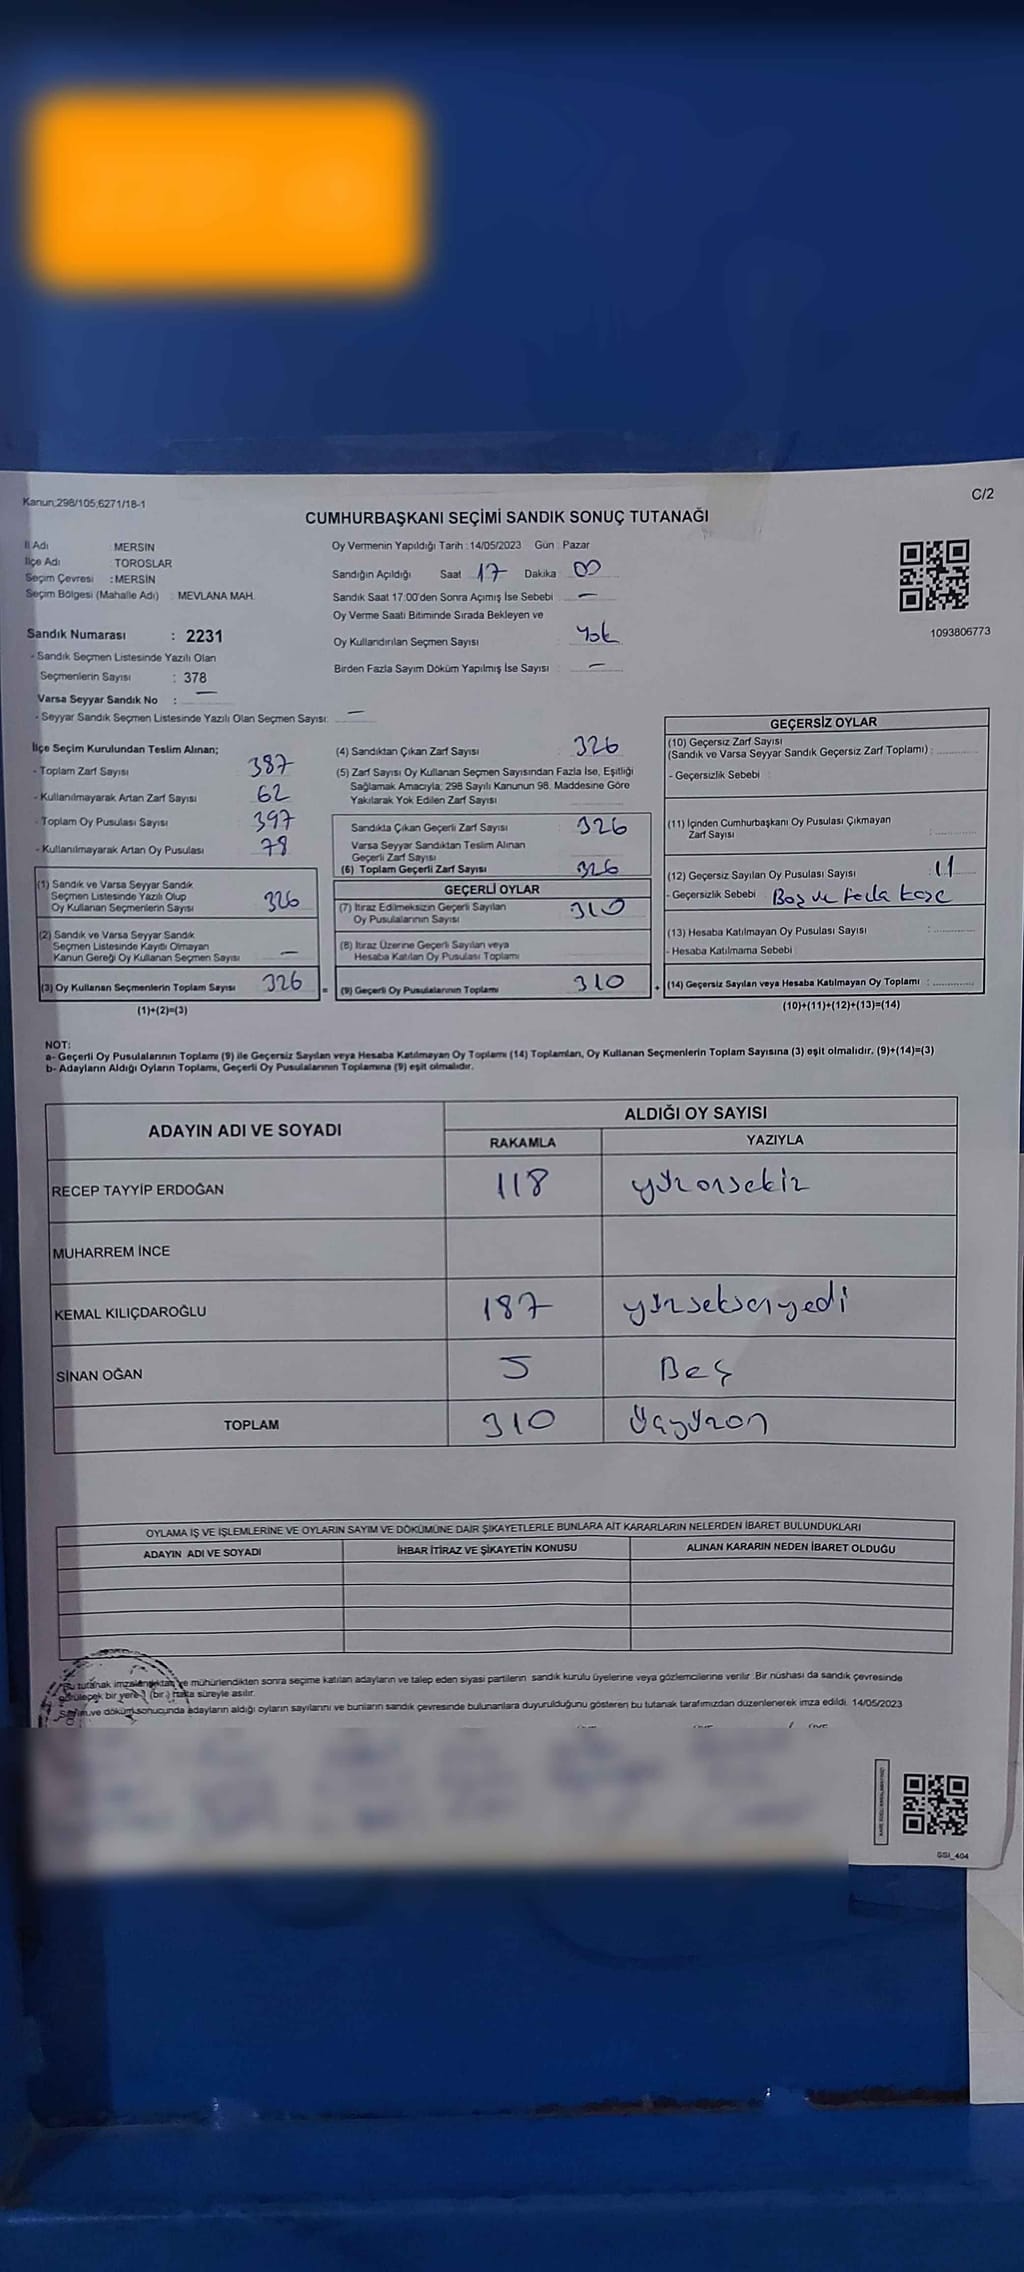 Kanun;298/105,6271/18-1
C/2
CUMHURBAŞKANI SEÇİMİ SANDIK SONUÇ TUTANAĞI
İl Adı : MERSİN
İlçe Adı : TOROSLAR
Seçim Çevresi : MERSİN
Seçim Bölgesi (Mahalle Adı) : MEVLANA MAH.
Sandık Numarası : 2231
- Sandık Seçmen Listesinde Yazılı Olan
Seçmenlerin Sayısı : 378
Varsa Seyyar Sandık No : —
- Seyyar Sandık Seçmen Listesinde Yazılı Olan Seçmen Sayısı: —
Oy Vermenin Yapıldığı Tarih : 14/05/2023 Gün : Pazar
Sandığın Açıldığı Saat 17 Dakika 00
Sandık Saat 17:00'den Sonra Açımış İse Sebebi : —
Oy Verme Saati Bitiminde Sırada Bekleyen ve
Oy Kullandırılan Seçmen Sayısı : Yok
Birden Fazla Sayım Döküm Yapılmış İse Sayısı : —
1093806773
İlçe Seçim Kurulundan Teslim Alınan;
- Toplam Zarf Sayısı : 387
- Kullanılmayarak Artan Zarf Sayısı : 62
- Toplam Oy Pusulası Sayısı : 397
- Kullanılmayarak Artan Oy Pusulası : 78
(1) Sandık ve Varsa Seyyar Sandık
Seçmen Listesinde Yazılı Olup
Oy Kullanan Seçmenlerin Sayısı 326
(2) Sandık ve Varsa Seyyar Sandık
Seçmen Listesinde Kayıtlı Olmayan
Kanun Gereği Oy Kullanan Seçmen Sayısı —
(3) Oy Kullanan Seçmenlerin Toplam Sayısı 326
(1)+(2)=(3)
(4) Sandıktan Çıkan Zarf Sayısı 326
(5) Zarf Sayısı Oy Kullanan Seçmen Sayısından Fazla İse, Eşitliği
Sağlamak Amacıyla; 298 Sayılı Kanunun 98. Maddesine Göre
Yakılarak Yok Edilen Zarf Sayısı
Sandıkta Çıkan Geçerli Zarf Sayısı 326
Varsa Seyyar Sandıktan Teslim Alınan
Geçerli Zarf Sayısı
(6) Toplam Geçerli Zarf Sayısı 326
GEÇERLİ OYLAR
(7) İtiraz Edilmeksizin Geçerli Sayılan
Oy Pusulalarının Sayısı 310
(8) İtiraz Üzerine Geçerli Sayılan veya
Hesaba Katılan Oy Pusulası Toplamı
(9) Geçerli Oy Pusulalarının Toplamı 310
GEÇERSİZ OYLAR
(10) Geçersiz Zarf Sayısı
(Sandık ve Varsa Seyyar Sandık Geçersiz Zarf Toplamı) :
- Geçersizlik Sebebi :
(11) İçinden Cumhurbaşkanı Oy Pusulası Çıkmayan
Zarf Sayısı :
(12) Geçersiz Sayılan Oy Pusulası Sayısı : 11
- Geçersizlik Sebebi Boş ve fazla kaşe
(13) Hesaba Katılmayan Oy Pusulası Sayısı :
- Hesaba Katılmama Sebebi
(14) Geçersiz Sayılan veya Hesaba Katılmayan Oy Toplamı :
(10)+(11)+(12)+(13)=(14)
NOT:
a- Geçerli Oy Pusulalarının Toplamı (9) ile Geçersiz Sayılan veya Hesaba Katılmayan Oy Toplamı (14) Toplamları, Oy Kullanan Seçmenlerin Toplam Sayısına (3) eşit olmalıdır. (9)+(14)=(3)
b- Adayların Aldığı Oyların Toplamı, Geçerli Oy Pusulalarının Toplamına (9) eşit olmalıdır.
ADAYIN ADI VE SOYADI
ALDIĞI OY SAYISI
RAKAMLA YAZIYLA
RECEP TAYYİP ERDOĞAN 118 yüzonsekiz
MUHARREM İNCE
KEMAL KILIÇDAROĞLU 187 yüzseksenyedi
SİNAN OĞAN 5 Beş
TOPLAM 310 Üçyüzon
OYLAMA İŞ VE İŞLEMLERİNE VE OYLARIN SAYIM VE DÖKÜMÜNE DAİR ŞİKAYETLERLE BUNLARA AİT KARARLARIN NELERDEN İBARET BULUNDUKLARI
ADAYIN ADI VE SOYADI İHBAR İTİRAZ VE ŞİKAYETİN KONUSU ALINAN KARARIN NEDEN İBARET OLDUĞU
Bu tutanak imzalandıktan ve mühürlendikten sonra seçime katılan adayların ve talep eden siyasi partilerin sandık kurulu üyelerine veya gözlemcilerine verilir. Bir nüshası da sandık çevresinde
görülecek bir yere 1 (bir) hafta süreyle asılır.
Sayım ve döküm sonucunda adayların aldığı oyların sayılarını ve bunların sandık çevresinde bulunanlara duyurulduğunu gösteren bu tutanak tarafımızdan düzenlenerek imza edildi. 14/05/2023
SSI_404